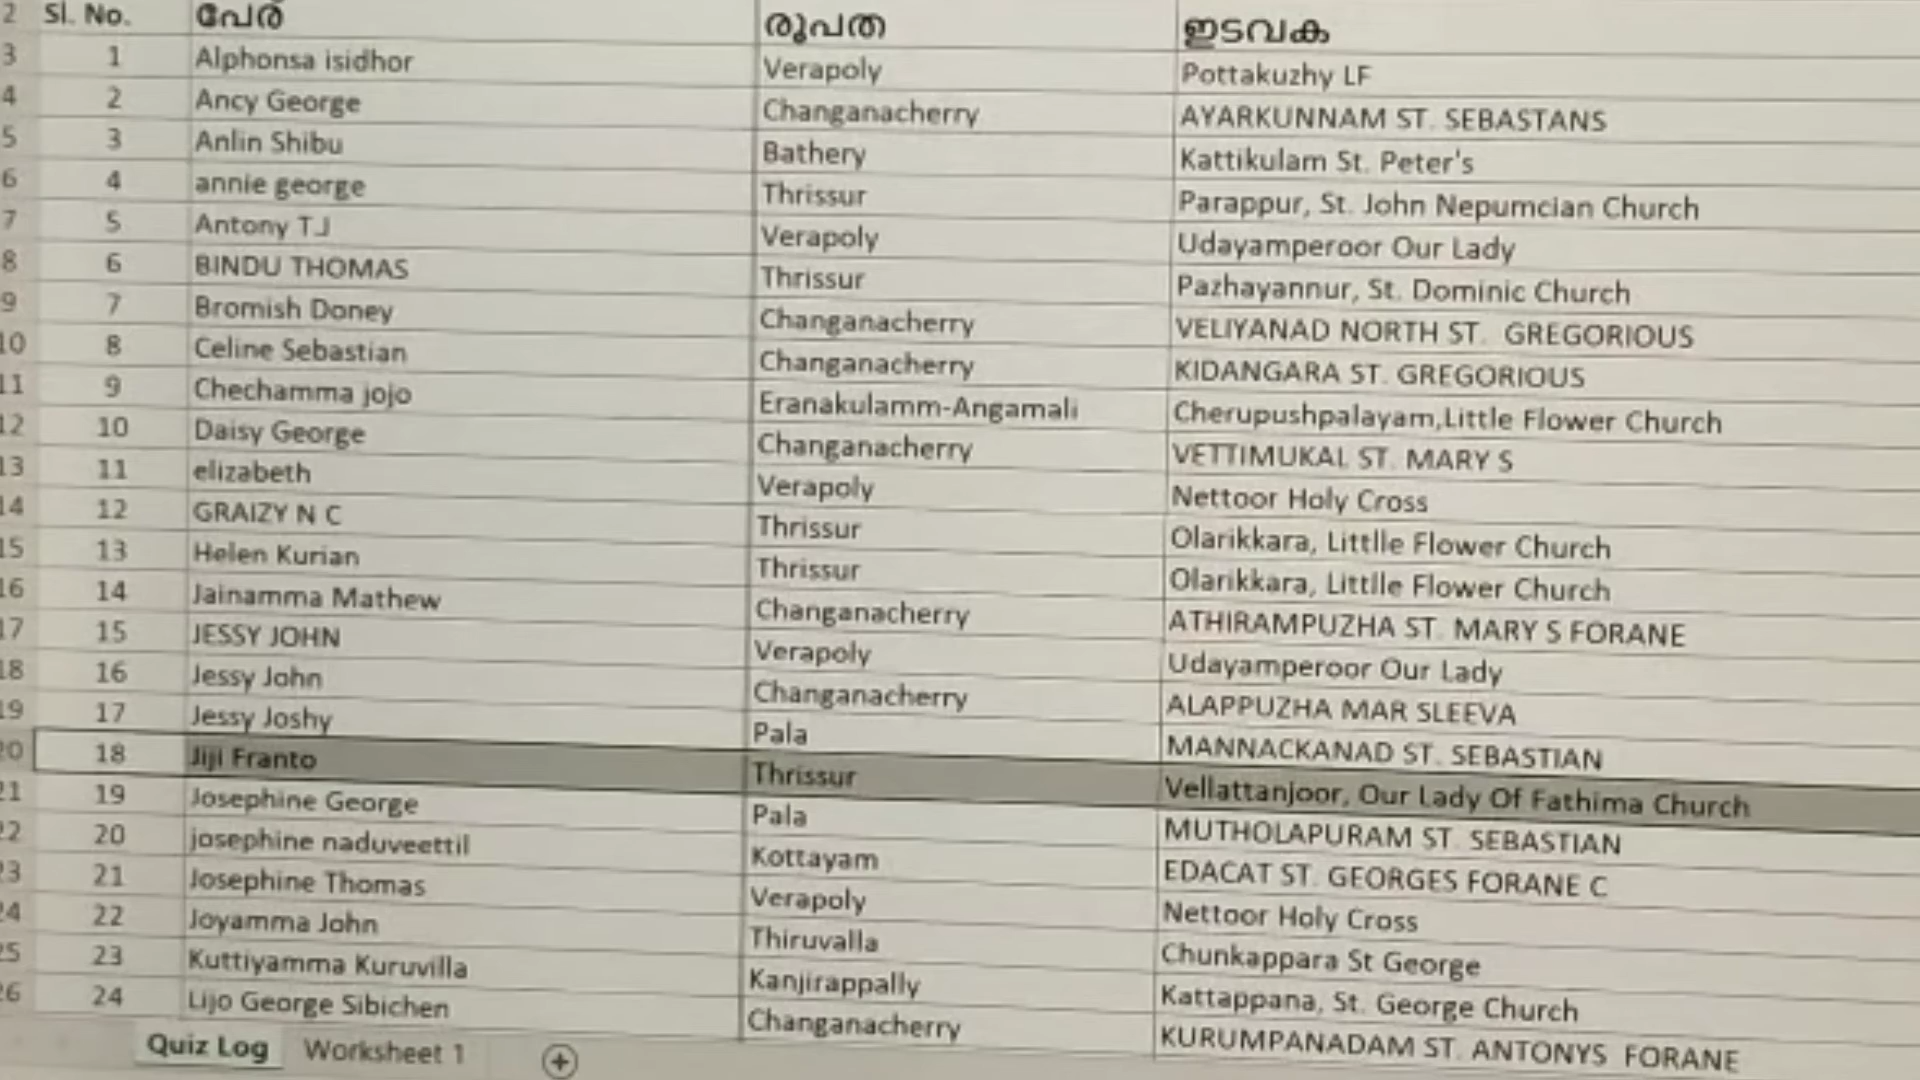 2 Sl. No. പേര് രൂപത ഇടവക
3 1 Alphonsa isidhor Verapoly Pottakuzhy LF
4 2 Ancy George Changanacherry AYARKUNNAM ST. SEBASTANS
5 3 Anlin Shibu Bathery Kattikulam St. Peter's
6 4 annie george Thrissur Parappur, St. John Nepumcian Church
7 5 Antony TJ Verapoly Udayamperoor Our Lady
8 6 BINDU THOMAS Thrissur Pazhayannur, St. Dominic Church
9 7 Bromish Doney Changanacherry VELIYANAD NORTH ST. GREGORIOUS
10 8 Celine Sebastian Changanacherry KIDANGARA ST. GREGORIOUS
11 9 Chechamma jojo Eranakulamm-Angamali Cherupushpalayam,Little Flower Church
12 10 Daisy George Changanacherry VETTIMUKAL ST. MARY S
13 11 elizabeth Verapoly Nettoor Holy Cross
14 12 GRAIZY N C Thrissur Olarikkara, Littlle Flower Church
15 13 Helen Kurian Thrissur Olarikkara, Littlle Flower Church
16 14 Jainamma Mathew Changanacherry ATHIRAMPUZHA ST. MARY S FORANE
17 15 JESSY JOHN Verapoly Udayamperoor Our Lady
18 16 Jessy John Changanacherry ALAPPUZHA MAR SLEEVA
19 17 Jessy Joshy Pala MANNACKANAD ST. SEBASTIAN
20 18 Jiji Franto Thrissur Vellattanjoor, Our Lady Of Fathima Church
21 19 Josephine George Pala MUTHOLAPURAM ST. SEBASTIAN
22 20 josephine naduveettil Kottayam EDACAT ST. GEORGES FORANE C
23 21 Josephine Thomas Verapoly Nettoor Holy Cross
24 22 Joyamma John Thiruvalla Chunkappara St George
25 23 Kuttiyamma Kuruvilla Kanjirappally Kattappana, St. George Church
26 24 Lijo George Sibichen Changanacherry KURUMPANADAM ST. ANTONYS FORANE
Quiz Log Worksheet 1